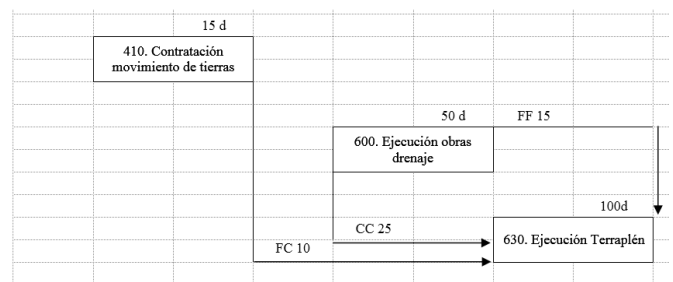 15 d
410. Contratación
movimiento de tierras
50 d
FF 15
600. Ejecución obras
drenaje
100d
CC 25
630. Ejecución Terraplén
FC 10